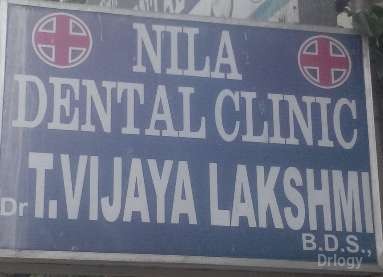 NILA
DENTAL CLINIC
Dr T.VIJAYA LAKSHMI
B.D.S.,
Drlogy